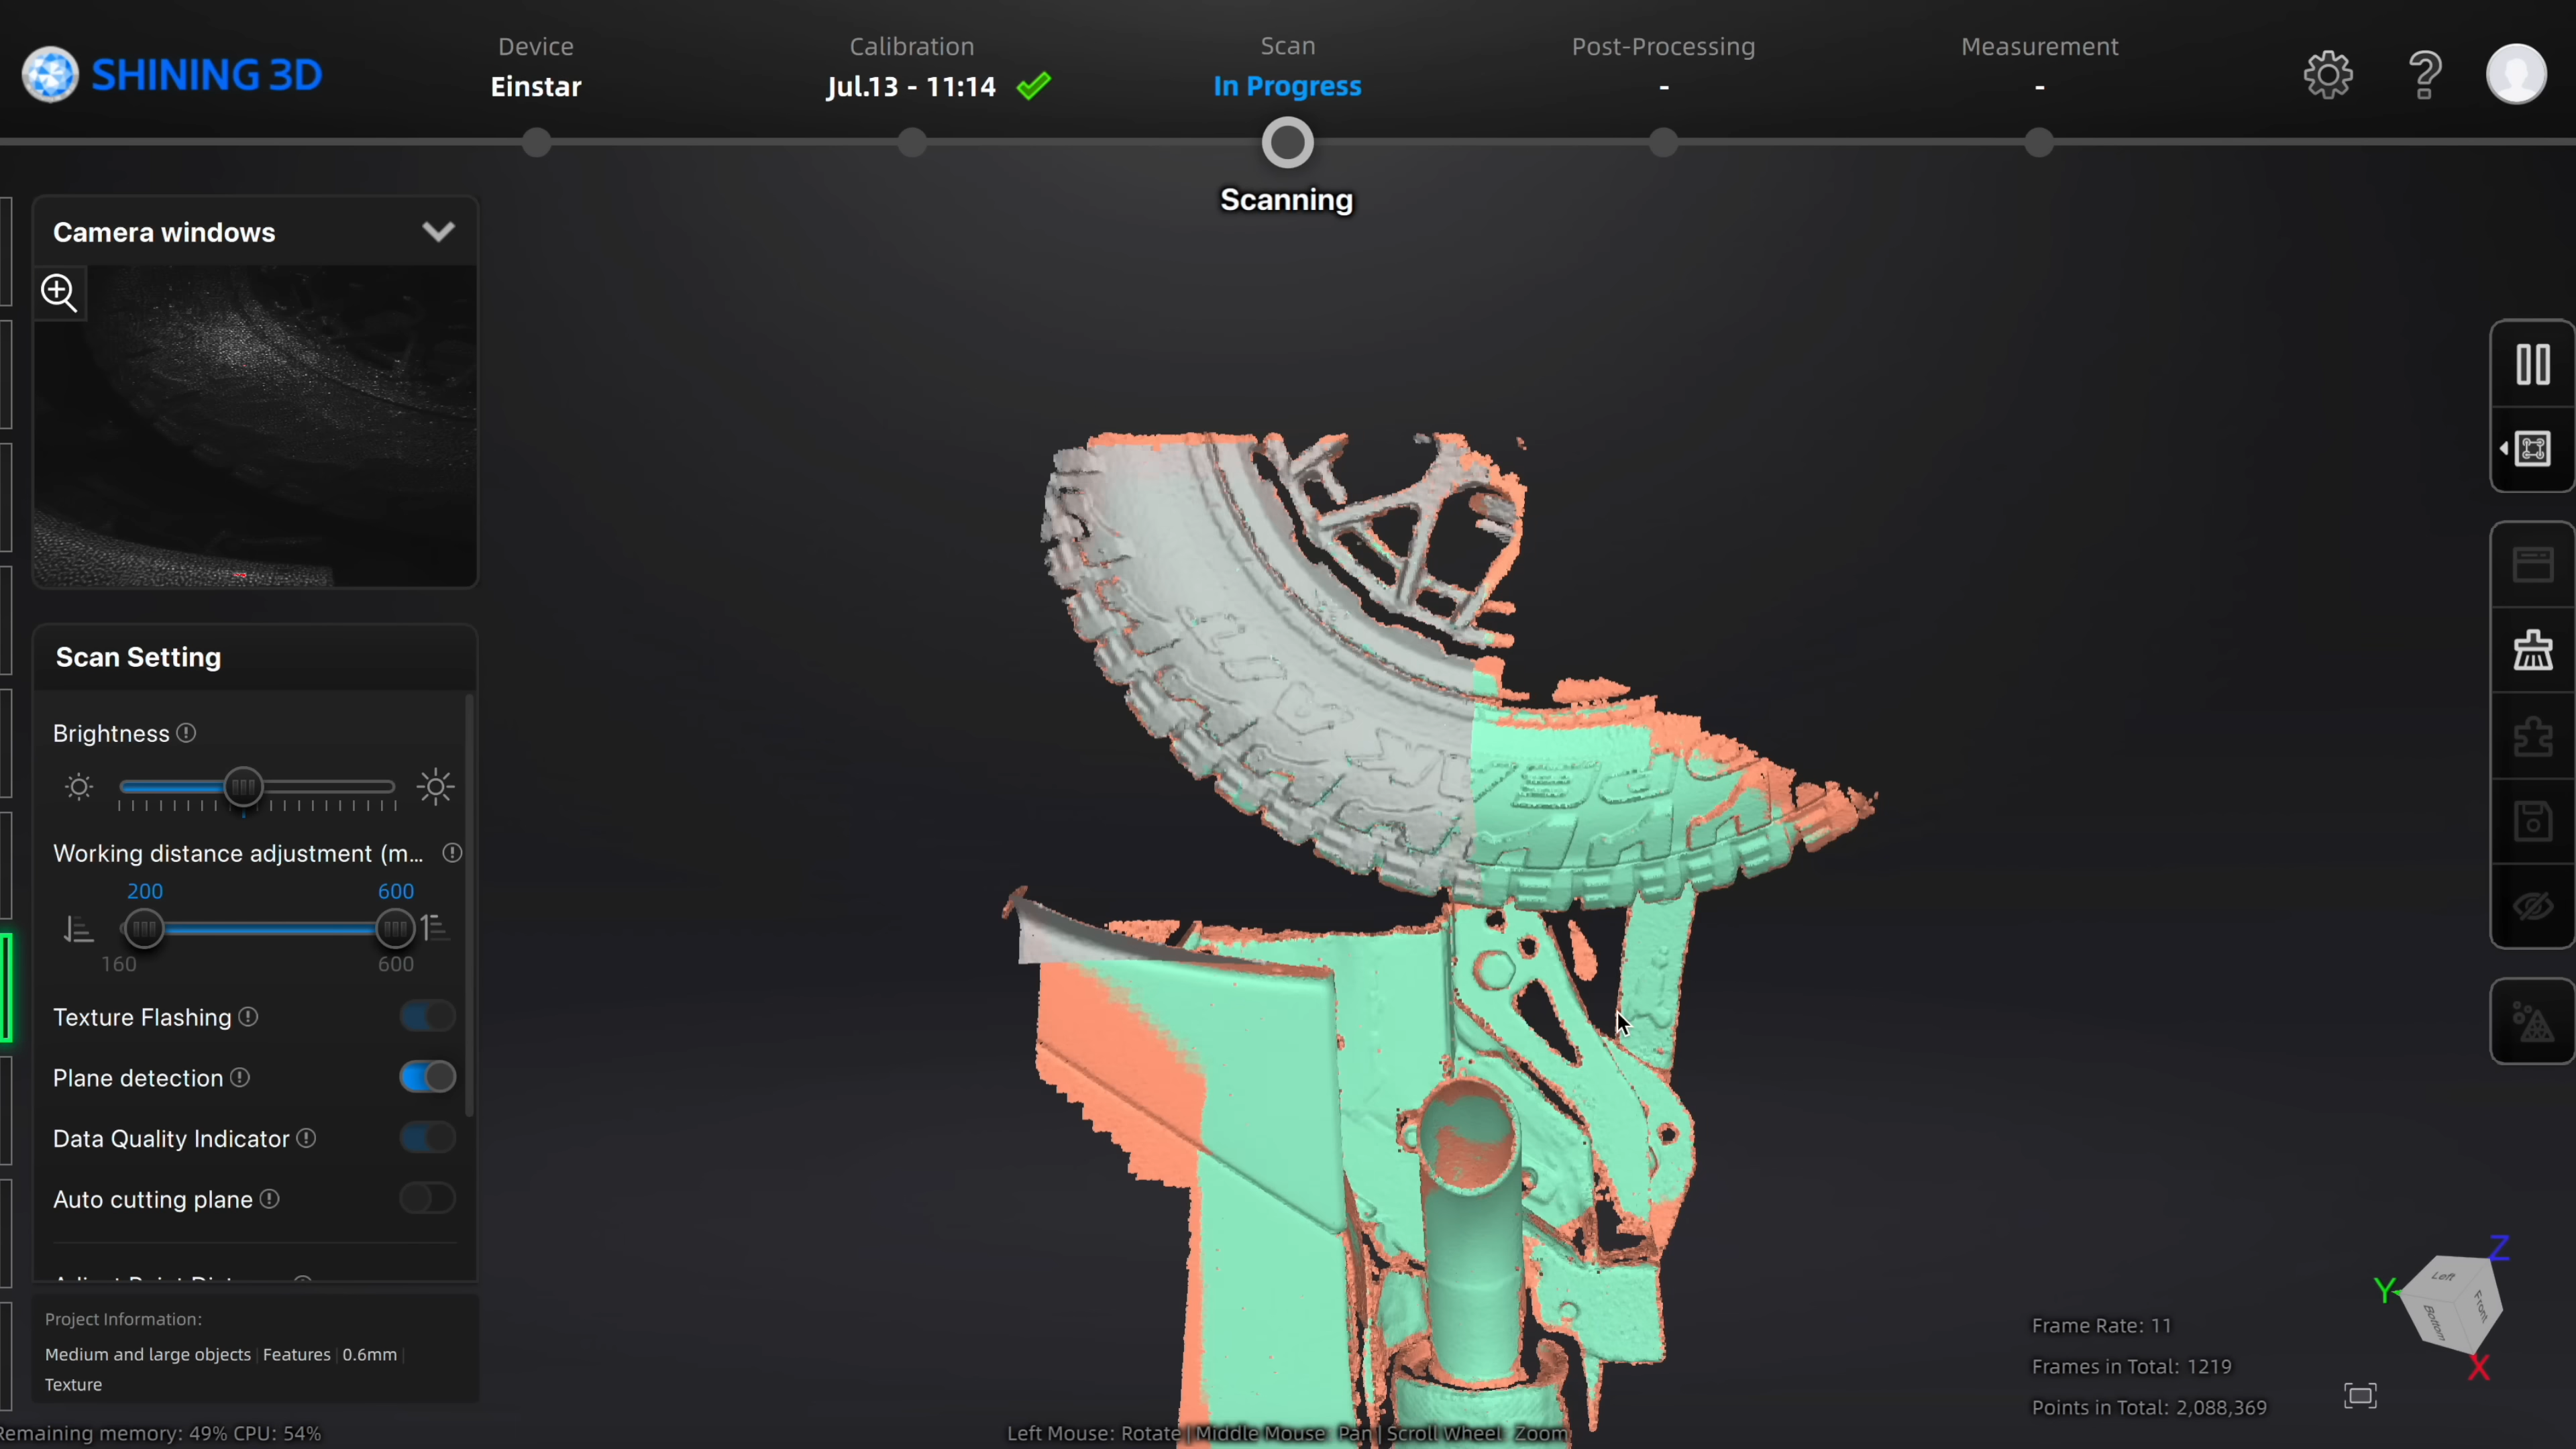 SHINING 3D
Device
Einstar
Calibration
Jul.13 - 11:14
Scan
In Progress
Post-Processing
-
Measurement
-
Scanning
Camera windows
Scan Setting
Brightness
Working distance adjustment (m...
200 600
160 600
Texture Flashing
Plane detection
Data Quality Indicator
Auto cutting plane
Project Information:
Medium and large objects | Features | 0.6mm |
Texture
Remaining memory: 49% CPU: 54%
Left Mouse: Rotate | Middle Mouse: Pan | Scroll Wheel: Zoom
Frame Rate: 11
Frames in Total: 1219
Points in Total: 2,088,369
Z
Y
X
Left
Front
Bottom